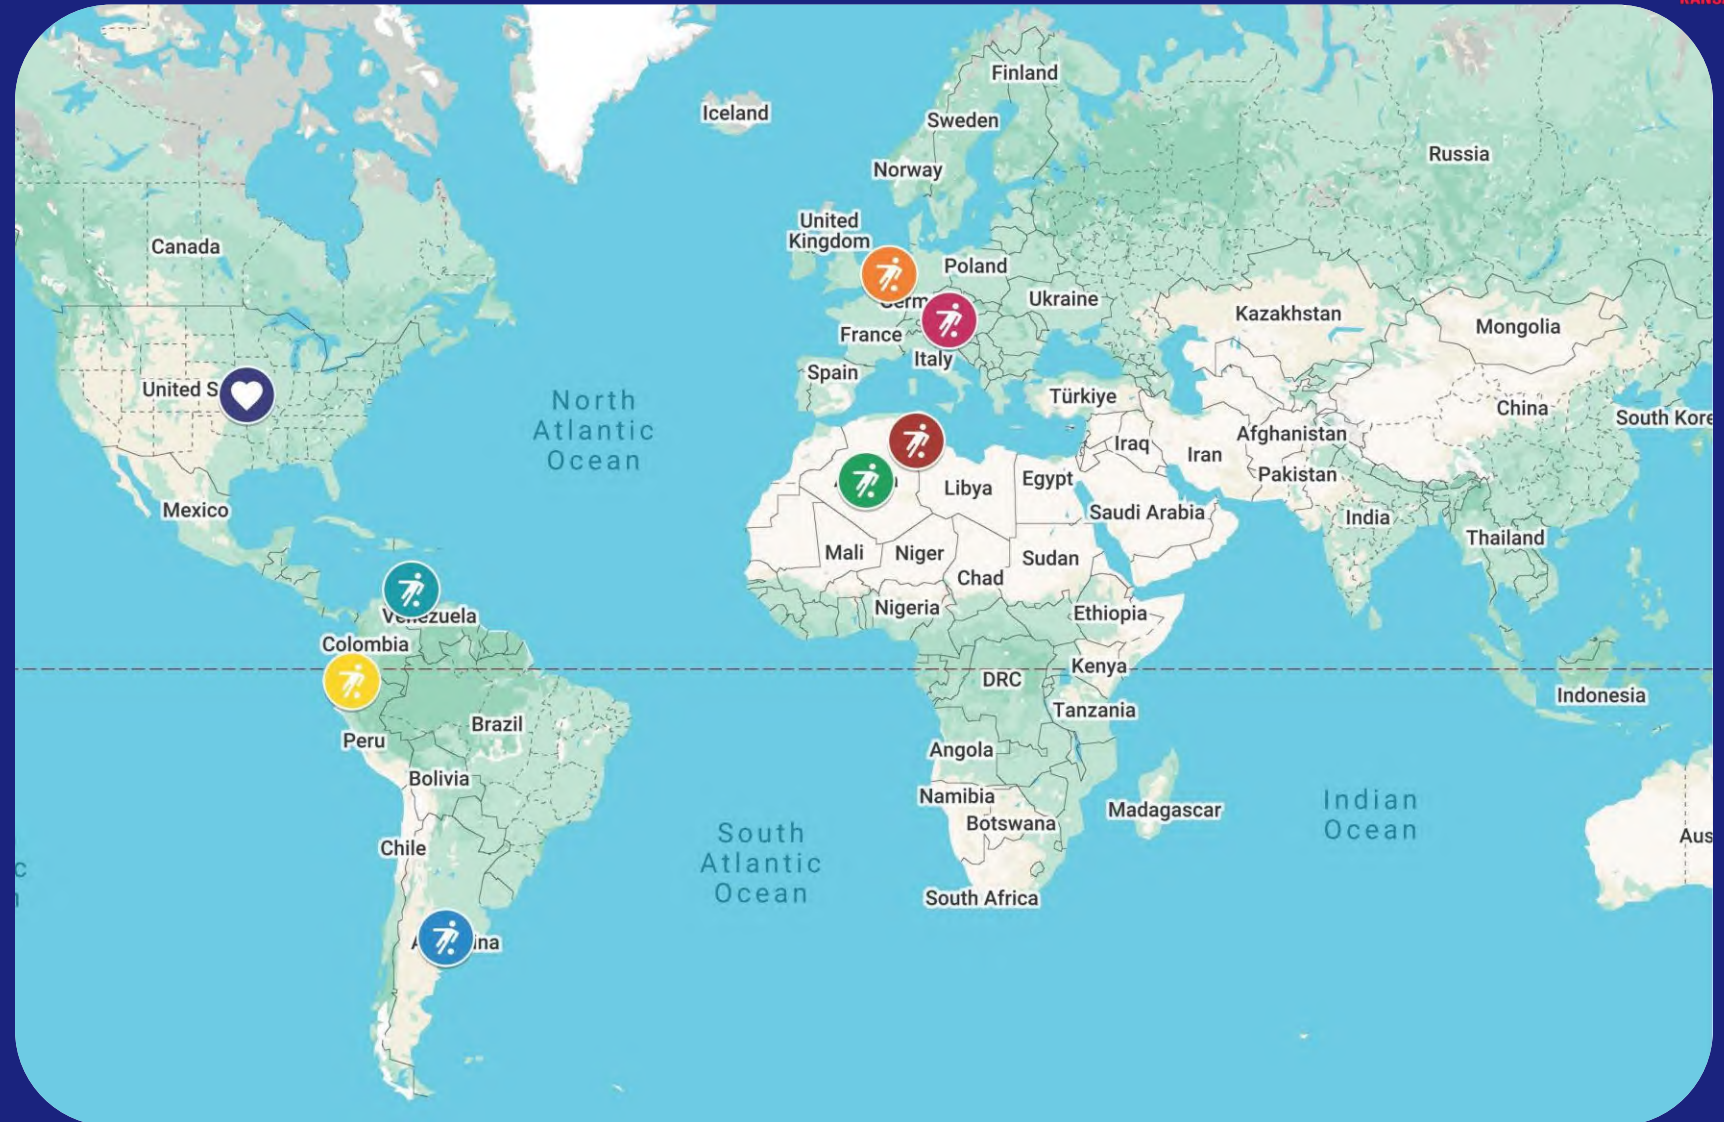 Finland
Iceland
Sweden
Russia
Norway
United
Kingdom
Canada
Poland
Ukraine
Kazakhstan
Mongolia
France
Italy
Spain
United S
Türkiye
China
South Kore
North
Atlantic
Ocean
Afghanistan
Iraq
Iran
Pakistan
Egypt
Libya
Mexico
Saudi Arabia
India
Thailand
Mali
Niger
Sudan
Chad
Nigeria
Ethiopia
Venezuela
Colombia
Kenya
DRC
Indonesia
Tanzania
Brazil
Peru
Angola
Bolivia
Namibia
Madagascar
Botswana
Indian
Ocean
Chile
South
Atlantic
Ocean
Aus
South Africa
ina